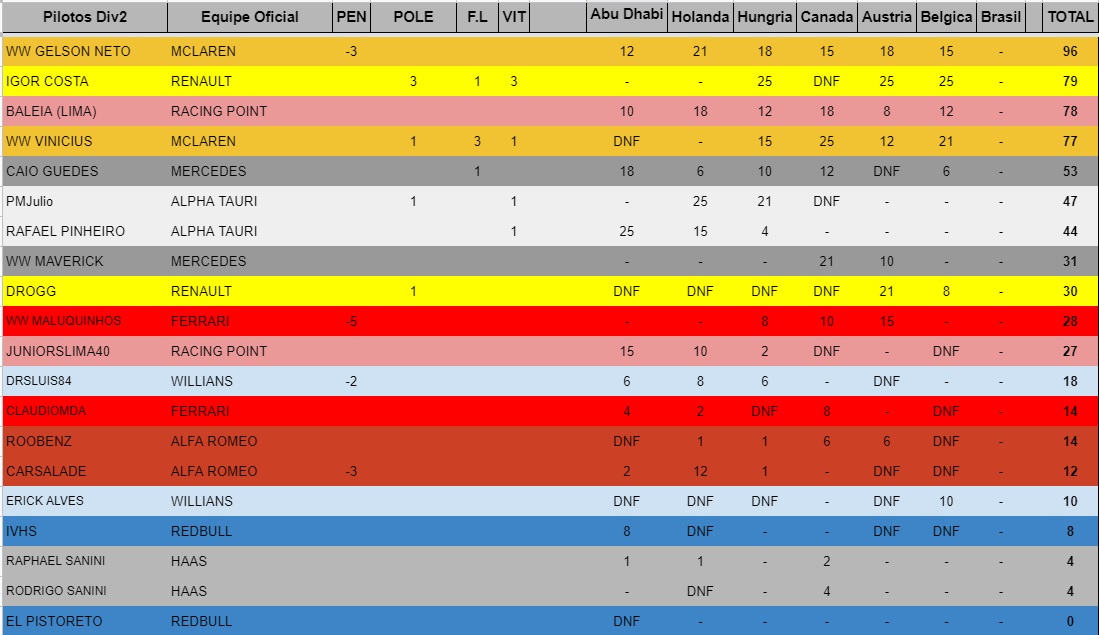 Pilotos Div2 Equipe Oficial PEN POLE F.L VIT Abu Dhabi Holanda Hungria Canada Austria Belgica Brasil TOTAL
WW GELSON NETO MCLAREN -3 12 21 18 15 18 15 - 96
IGOR COSTA RENAULT 3 1 3 - - 25 DNF 25 25 - 79
BALEIA (LIMA) RACING POINT 10 18 12 18 8 12 - 78
WW VINICIUS MCLAREN 1 3 1 DNF - 15 25 12 21 - 77
CAIO GUEDES MERCEDES 1 18 6 10 12 DNF 6 - 53
PMJulio ALPHA TAURI 1 1 - 25 21 DNF - - - 47
RAFAEL PINHEIRO ALPHA TAURI 1 25 15 4 - - - - 44
WW MAVERICK MERCEDES - - - 21 10 - - 31
DROGG RENAULT 1 DNF DNF DNF DNF 21 8 - 30
WW MALUQUINHOS FERRARI -5 - - 8 10 15 - - 28
JUNIORSLIMA40 RACING POINT 15 10 2 DNF - DNF - 27
DRSLUIS84 WILLIANS -2 6 8 6 - DNF - - 18
CLAUDIOMDA FERRARI 4 2 DNF 8 - DNF - 14
ROOBENZ ALFA ROMEO DNF 1 1 6 6 DNF - 14
CARSALADE ALFA ROMEO -3 2 12 1 - DNF DNF - 12
ERICK ALVES WILLIANS DNF DNF DNF - DNF 10 - 10
IVHS REDBULL 8 DNF - - DNF DNF - 8
RAPHAEL SANINI HAAS 1 1 - 2 - - - 4
RODRIGO SANINI HAAS - DNF - 4 - - - 4
EL PISTORETO REDBULL DNF - - - - - - 0